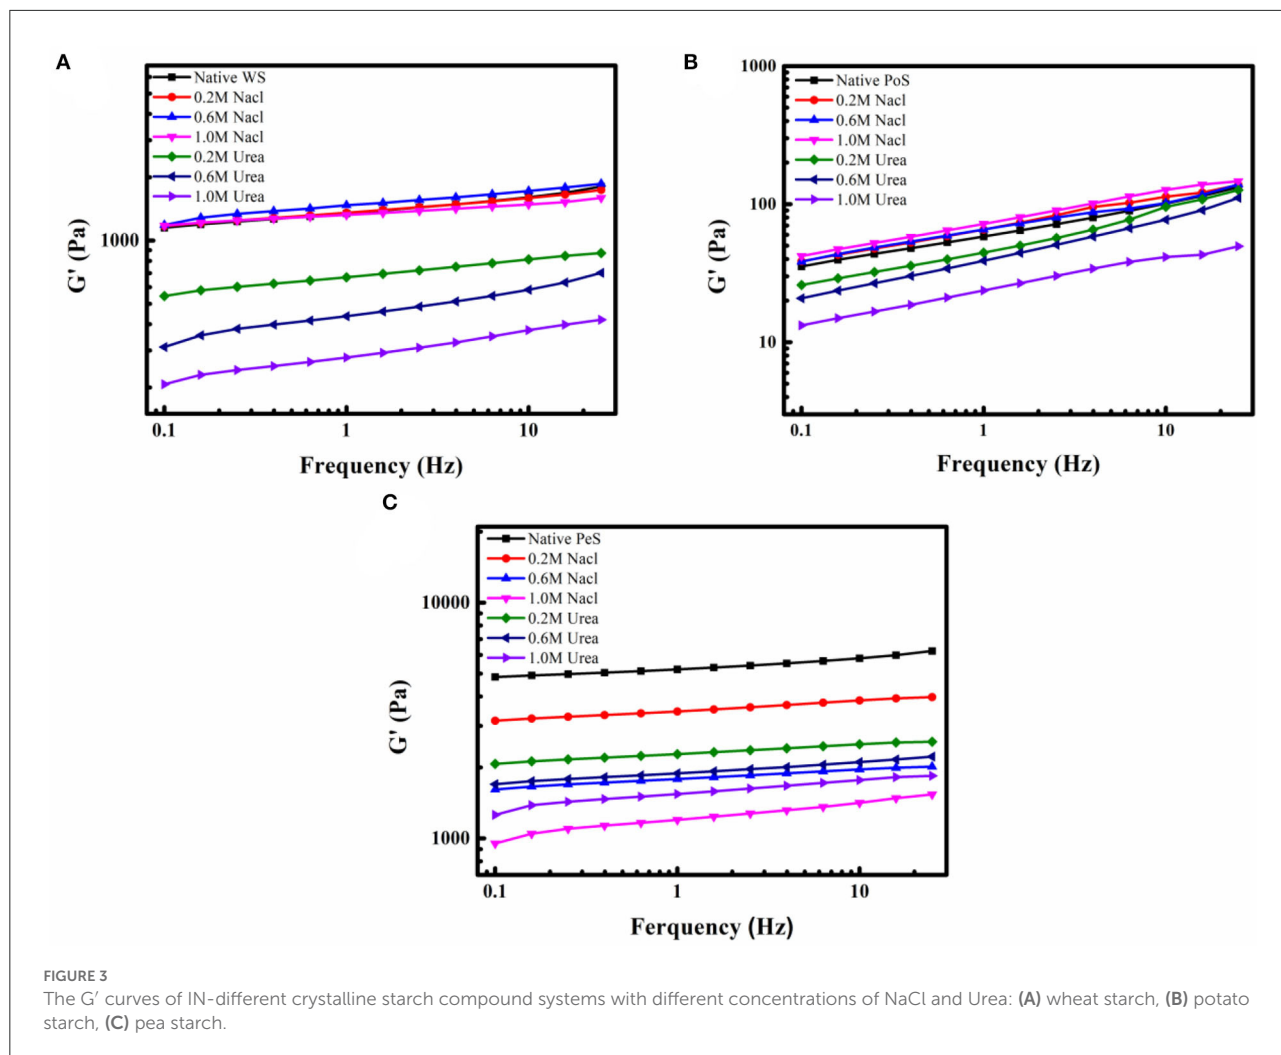 A
Native WS
0.2M Nacl
0.6M Nacl
1.0M Nacl
0.2M Urea
0.6M Urea
1.0M Urea
1000
G' (Pa)
0.1 1 10
Frequency (Hz)
B
1000
Native PoS
0.2M Nacl
0.6M Nacl
1.0M Nacl
0.2M Urea
0.6M Urea
1.0M Urea
100
10
G' (Pa)
0.1 1 10
Frequency (Hz)
C
Native PeS
0.2M Nacl
0.6M Nacl
1.0M Nacl
0.2M Urea
0.6M Urea
1.0M Urea
10000
1000
G' (Pa)
0.1 1 10
Ferquency (Hz)
FIGURE 3
The G′ curves of IN-different crystalline starch compound systems with different concentrations of NaCl and Urea: (A) wheat starch, (B) potato
starch, (C) pea starch.